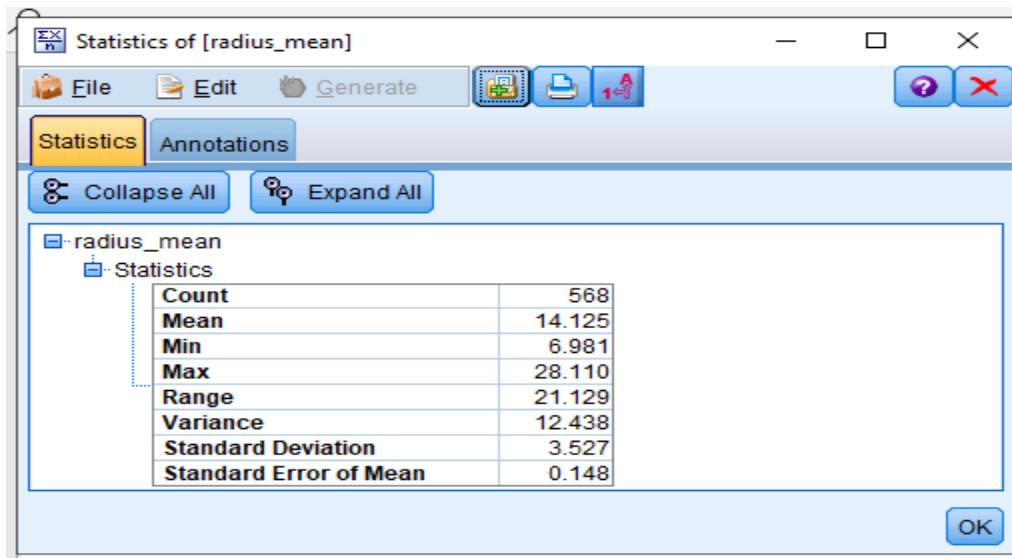 Statistics of [radius_mean]
File Edit Generate
Statistics Annotations
Collapse All Expand All
radius_mean
Statistics
Count 568
Mean 14.125
Min 6.981
Max 28.110
Range 21.129
Variance 12.438
Standard Deviation 3.527
Standard Error of Mean 0.148
OK